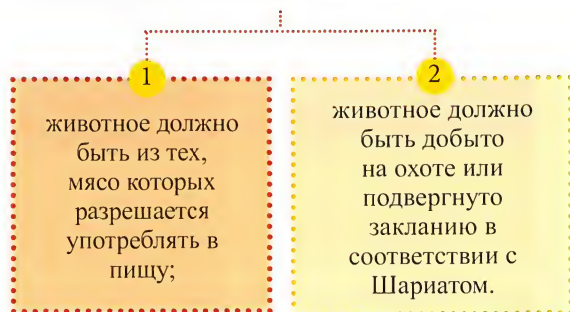 1
животное должно
быть из тех,
мясо которых
разрешается
употреблять в
пищу;
2
животное должно
быть добыто
на охоте или
подвергнуто
закланию в
соответствии с
Шариатом.